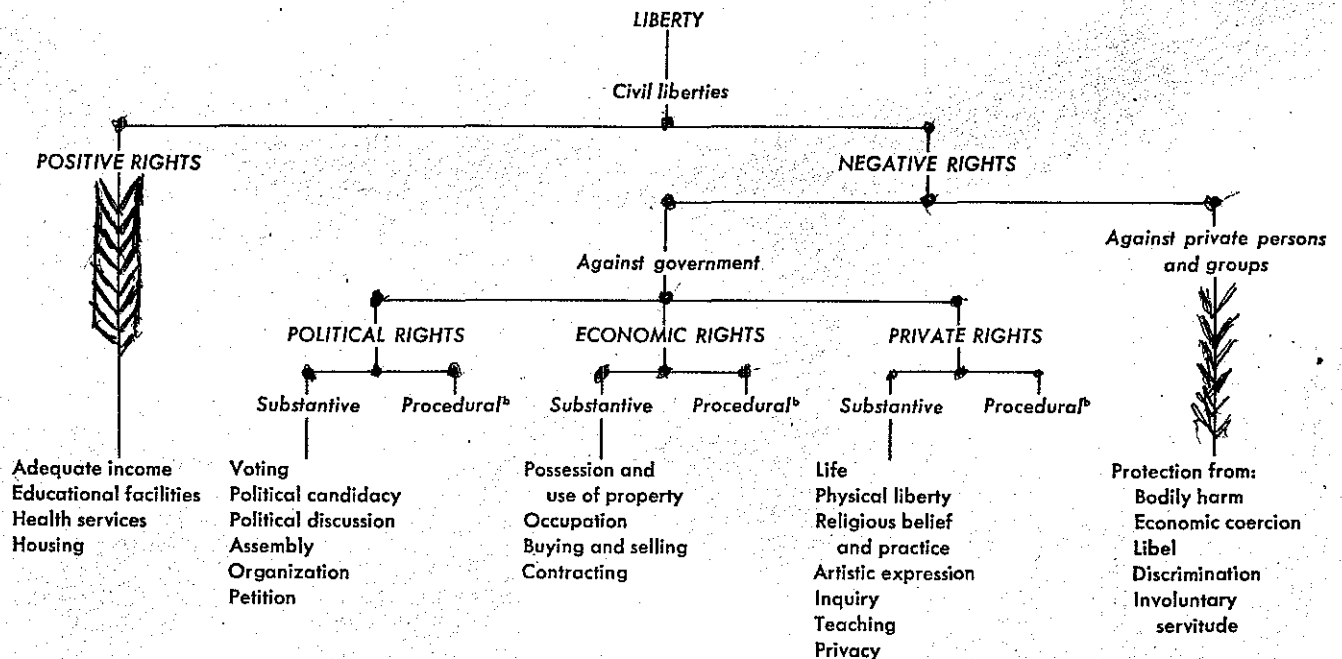 LIBERTY
Civil liberties
POSITIVE RIGHTS
NEGATIVE RIGHTS
Against government
Against private persons
and groups
POLITICAL RIGHTS
ECONOMIC RIGHTS
PRIVATE RIGHTS
Substantive
Proceduralᵇ
Substantive
Proceduralᵇ
Substantive
Proceduralᵇ
Adequate income
Educational facilities
Health services
Housing
Voting
Political candidacy
Political discussion
Assembly
Organization
Petition
Possession and
use of property
Occupation
Buying and selling
Contracting
Life
Physical liberty
Religious belief
and practice
Artistic expression
Inquiry
Teaching
Privacy
Protection from:
Bodily harm
Economic coercion
Libel
Discrimination
Involuntary
servitude